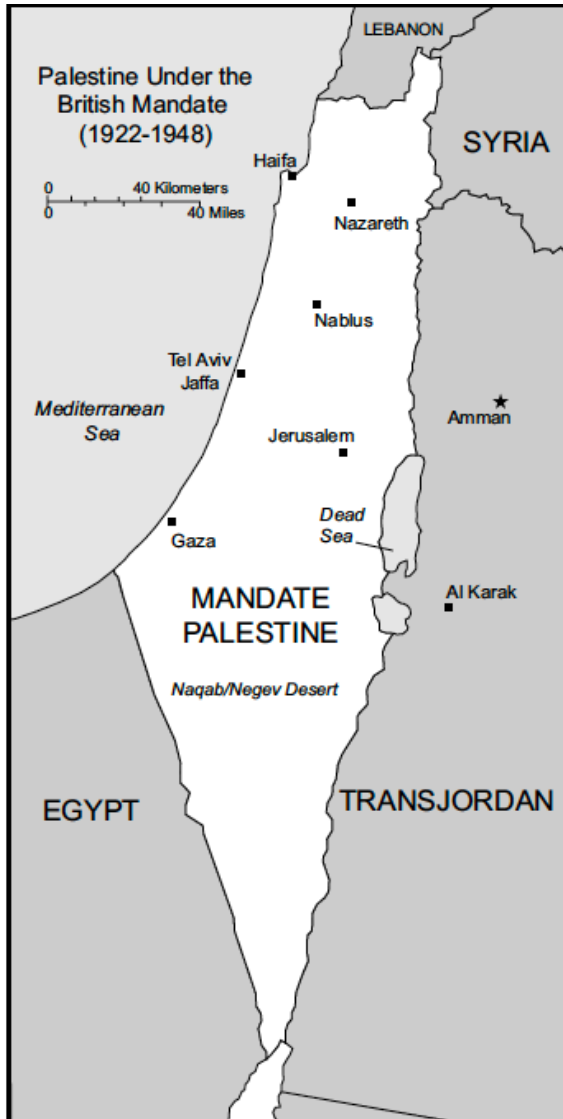 LEBANON
Palestine Under the
British Mandate
(1922-1948)
SYRIA
Haifa
0 40 Kilometers
0 40 Miles
Nazareth
Nablus
Tel Aviv
Jaffa
Mediterranean
Sea
Amman
Jerusalem
Dead
Sea
Gaza
Al Karak
MANDATE
PALESTINE
Naqab/Negev Desert
EGYPT
TRANSJORDAN